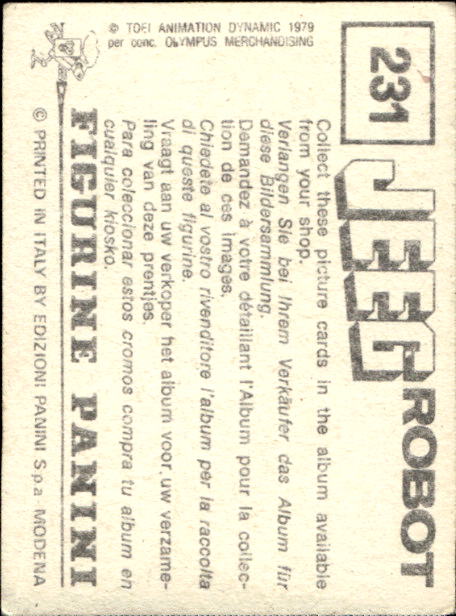 © TOEI ANIMATION DYNAMIC 1979
per conc. OLYMPUS MERCHANDISING
231
JEEG ROBOT
Collect these picture cards in the album available
from your shop.
Verlangen Sie bei Ihrem Verkäufer das Album für
diese Bildersammlung.
Demandez à votre détaillant l'Album pour la collec-
tion de ces images.
Chiedete al vostro rivenditore l'album per la raccolta
di queste figurine.
Vraagt aan uw verkoper het album voor uw verzame-
ling van deze prentjes.
Para coleccionar estos cromos compra tu album en
cualquier kiosko.
FIGURINE PANINI
© PRINTED IN ITALY BY EDIZIONI PANINI S.p.a. MODENA